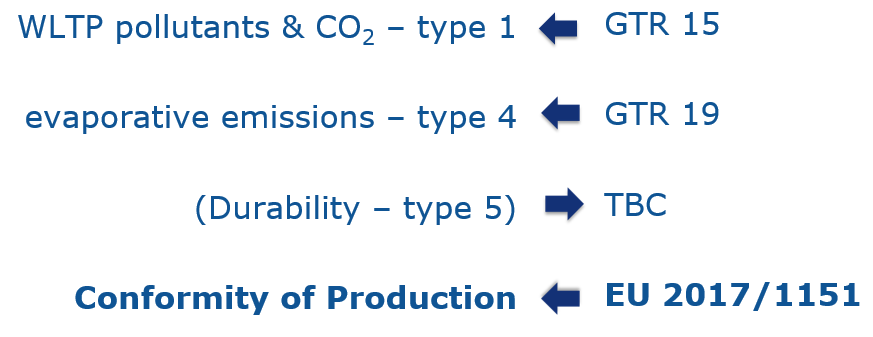 WLTP pollutants & CO₂ – type 1 GTR 15
evaporative emissions – type 4 GTR 19
(Durability – type 5) TBC
Conformity of Production EU 2017/1151